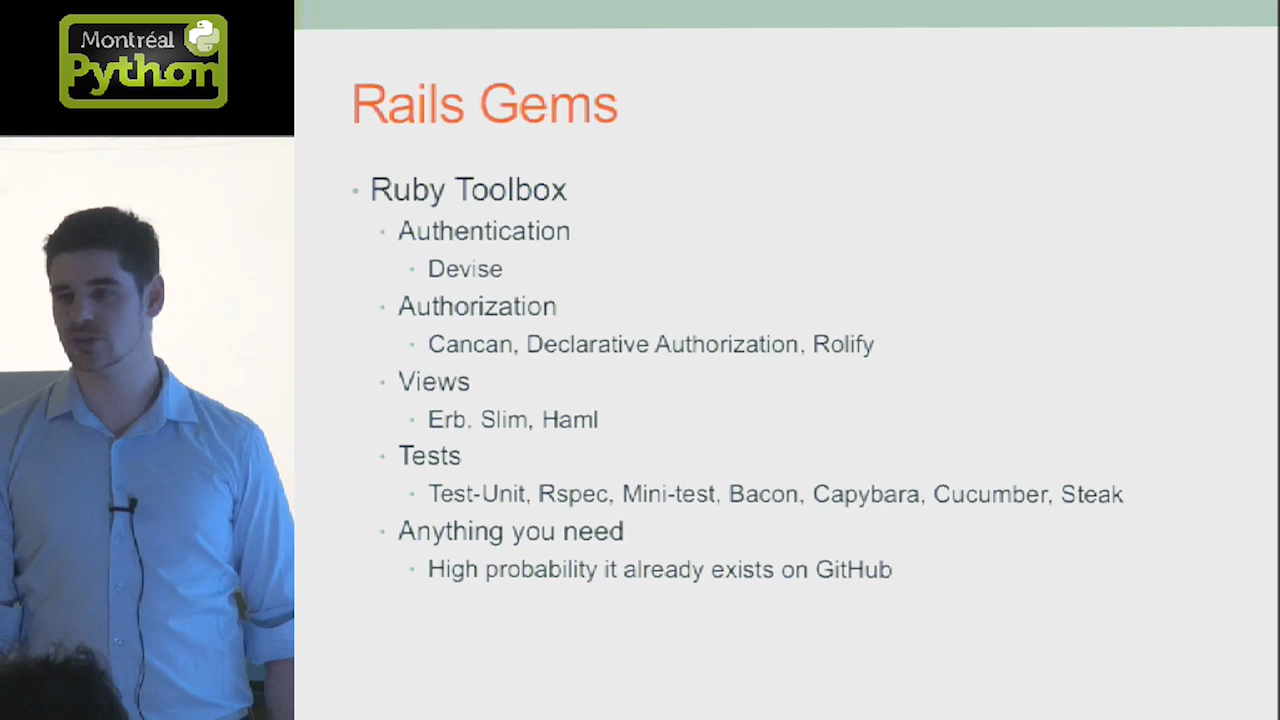 Montréal
Python
Rails Gems
Ruby Toolbox
Authentication
Devise
Authorization
Cancan, Declarative Authorization, Rolify
Views
Erb, Slim, Haml
Tests
Test-Unit, Rspec, Mini-test, Bacon, Capybara, Cucumber, Steak
Anything you need
High probability it already exists on GitHub